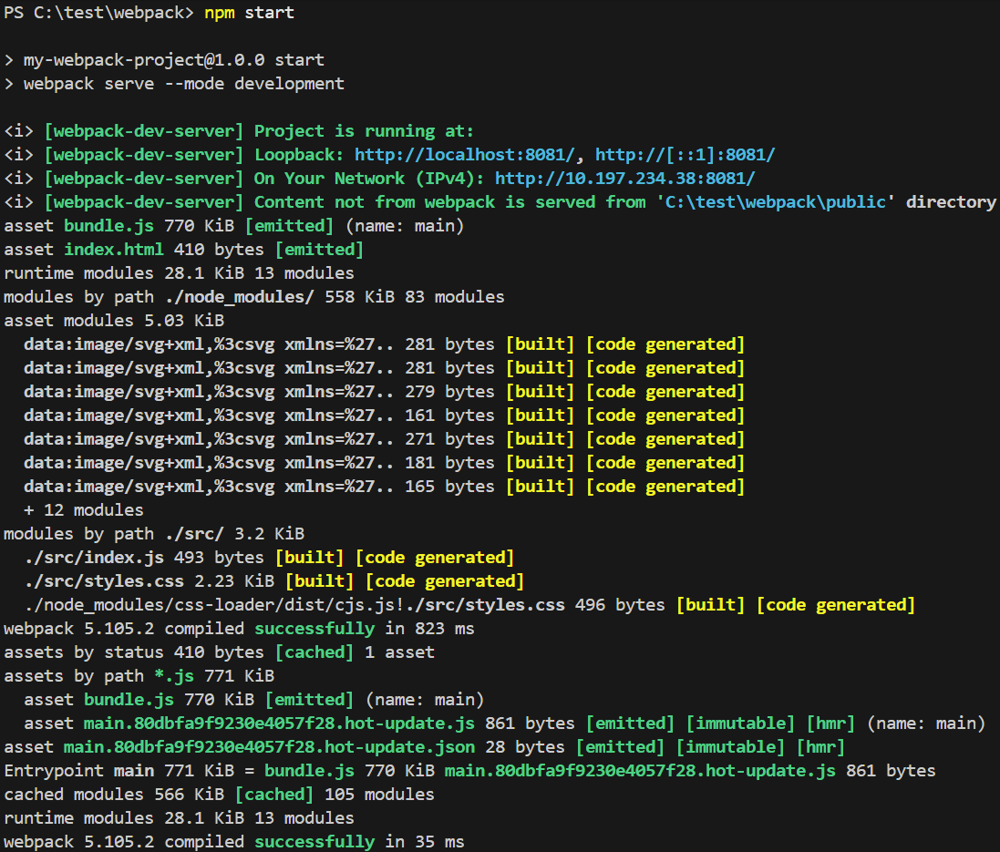 PS C:\test\webpack> npm start
> my-webpack-project@1.0.0 start
> webpack serve --mode development
<i> [webpack-dev-server] Project is running at:
<i> [webpack-dev-server] Loopback: http://localhost:8081/, http://[::1]:8081/
<i> [webpack-dev-server] On Your Network (IPv4): http://10.197.234.38:8081/
<i> [webpack-dev-server] Content not from webpack is served from 'C:\test\webpack\public' directory
asset bundle.js 770 KiB [emitted] (name: main)
asset index.html 410 bytes [emitted]
runtime modules 28.1 KiB 13 modules
modules by path ./node_modules/ 558 KiB 83 modules
asset modules 5.03 KiB
  data:image/svg+xml,%3csvg xmlns=%27.. 281 bytes [built] [code generated]
  data:image/svg+xml,%3csvg xmlns=%27.. 281 bytes [built] [code generated]
  data:image/svg+xml,%3csvg xmlns=%27.. 279 bytes [built] [code generated]
  data:image/svg+xml,%3csvg xmlns=%27.. 161 bytes [built] [code generated]
  data:image/svg+xml,%3csvg xmlns=%27.. 271 bytes [built] [code generated]
  data:image/svg+xml,%3csvg xmlns=%27.. 181 bytes [built] [code generated]
  data:image/svg+xml,%3csvg xmlns=%27.. 165 bytes [built] [code generated]
  + 12 modules
modules by path ./src/ 3.2 KiB
  ./src/index.js 493 bytes [built] [code generated]
  ./src/styles.css 2.23 KiB [built] [code generated]
  ./node_modules/css-loader/dist/cjs.js!./src/styles.css 496 bytes [built] [code generated]
webpack 5.105.2 compiled successfully in 823 ms
assets by status 410 bytes [cached] 1 asset
assets by path *.js 771 KiB
  asset bundle.js 770 KiB [emitted] (name: main)
  asset main.80dbfa9f9230e4057f28.hot-update.js 861 bytes [emitted] [immutable] [hmr] (name: main)
asset main.80dbfa9f9230e4057f28.hot-update.json 28 bytes [emitted] [immutable] [hmr]
Entrypoint main 771 KiB = bundle.js 770 KiB main.80dbfa9f9230e4057f28.hot-update.js 861 bytes
cached modules 566 KiB [cached] 105 modules
runtime modules 28.1 KiB 13 modules
webpack 5.105.2 compiled successfully in 35 ms